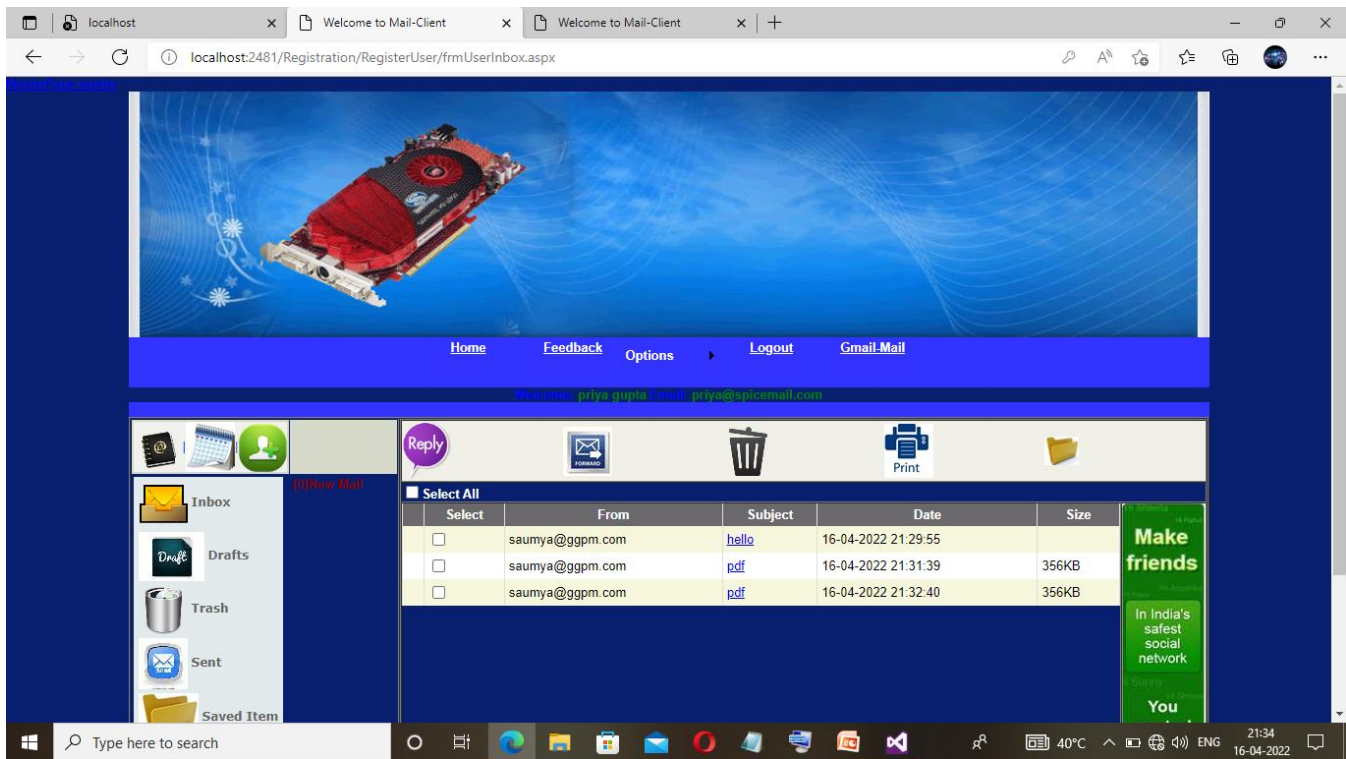 localhost
Welcome to Mail-Client
Welcome to Mail-Client
localhost:2481/Registration/RegisterUser/frmUserInbox.aspx
Home Feedback Options Logout Gmail-Mail
Welcome: priya gupta Email: priya@spicemail.com
Reply
FORWARD
Print
(0)New Mail
Inbox
Drafts
Draft
Trash
Sent
Saved Item
Select All
Select From Subject Date Size
saumya@ggpm.com hello 16-04-2022 21:29:55
saumya@ggpm.com pdf 16-04-2022 21:31:39 356KB
saumya@ggpm.com pdf 16-04-2022 21:32:40 356KB
Make
friends
In India's
safest
social
network
You
Type here to search
40°C
ENG
21:34
16-04-2022